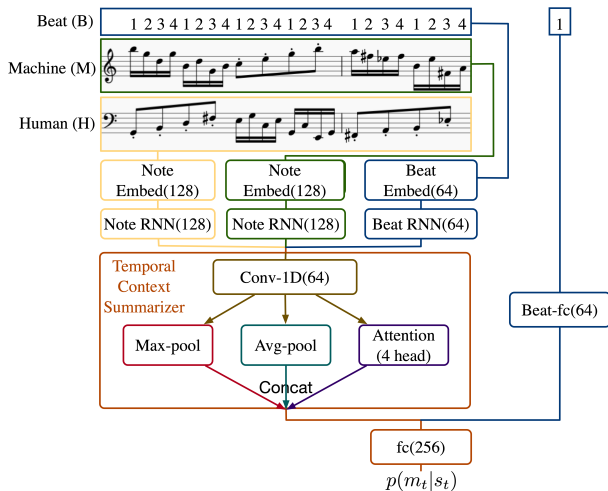 Beat (B)
1 2 3 4 1 2 3 4 1 2 3 4 1 2 3 4 1 2 3 4 1 2 3 4
1
Machine (M)
Human (H)
Note Embed(128)
Note Embed(128)
Beat Embed(64)
Note RNN(128)
Note RNN(128)
Beat RNN(64)
Temporal
Context
Summarizer
Conv-1D(64)
Beat-fc(64)
Max-pool
Avg-pool
Attention
(4 head)
Concat
fc(256)
p(m_t|s_t)